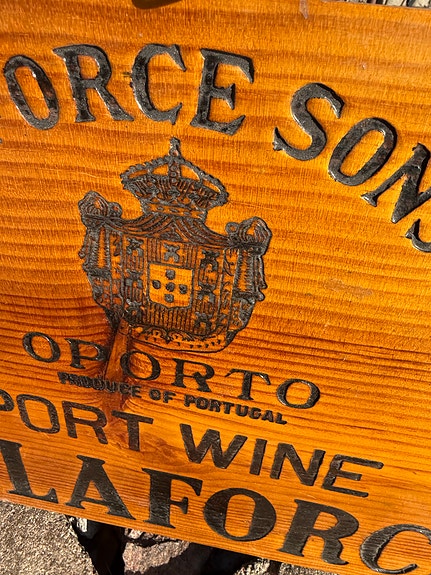 ORCE SONS
OPORTO
PRODUCE OF PORTUGAL
PORT WINE
LAFORC